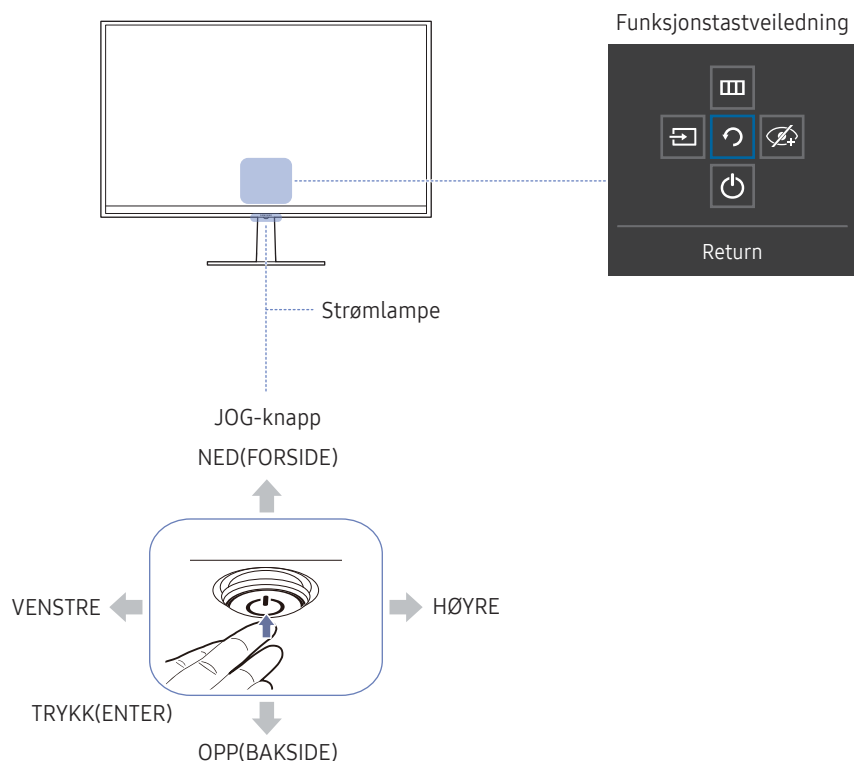 Funksjonstastveiledning
Return
Strømlampe
JOG-knapp
NED(FORSIDE)
VENSTRE
HØYRE
TRYKK(ENTER)
OPP(BAKSIDE)